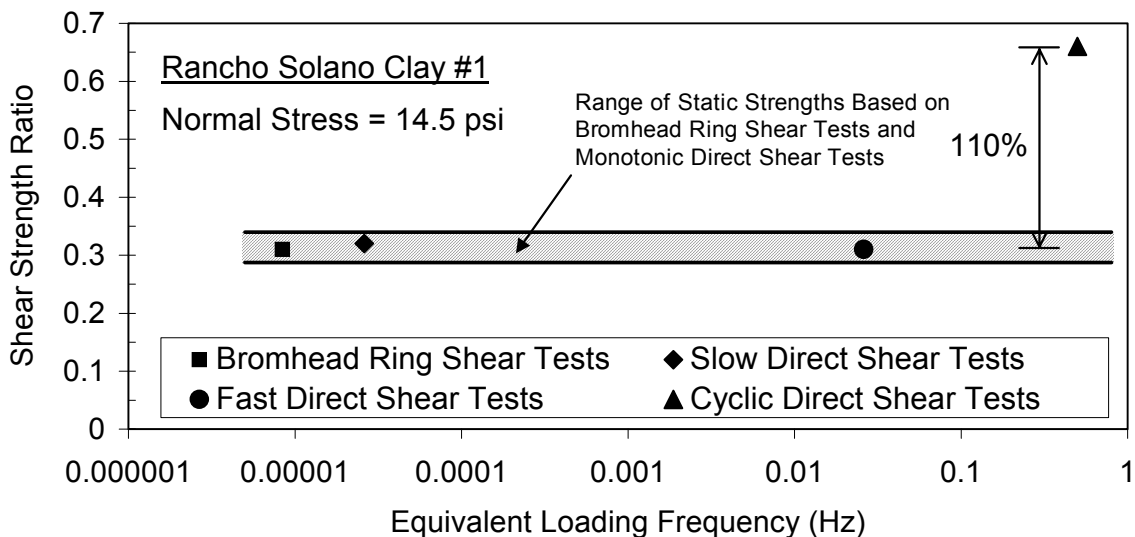 0.7
0.6
0.5
0.4
0.3
0.2
0.1
0
Shear Strength Ratio
Rancho Solano Clay #1
Normal Stress = 14.5 psi
Range of Static Strengths Based on
Bromhead Ring Shear Tests and
Monotonic Direct Shear Tests
110%
Bromhead Ring Shear Tests
Slow Direct Shear Tests
Fast Direct Shear Tests
Cyclic Direct Shear Tests
0.000001 0.00001 0.0001 0.001 0.01 0.1 1
Equivalent Loading Frequency (Hz)